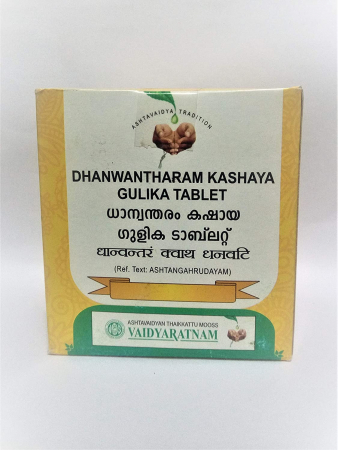 ASHTAVAIDYA TRADITION
DHANWANTHARAM KASHAYA
GULIKA TABLET
ധാന്വന്തരം കഷായ
ഗുളിക ടാബ്ലറ്റ്
धान्वन्तरं क्वाथ धनवटि
(Ref. Text: ASHTANGAHRUDAYAM)
ASHTAVAIDYAN THAIKKATTU MOOSS
VAIDYARATNAM